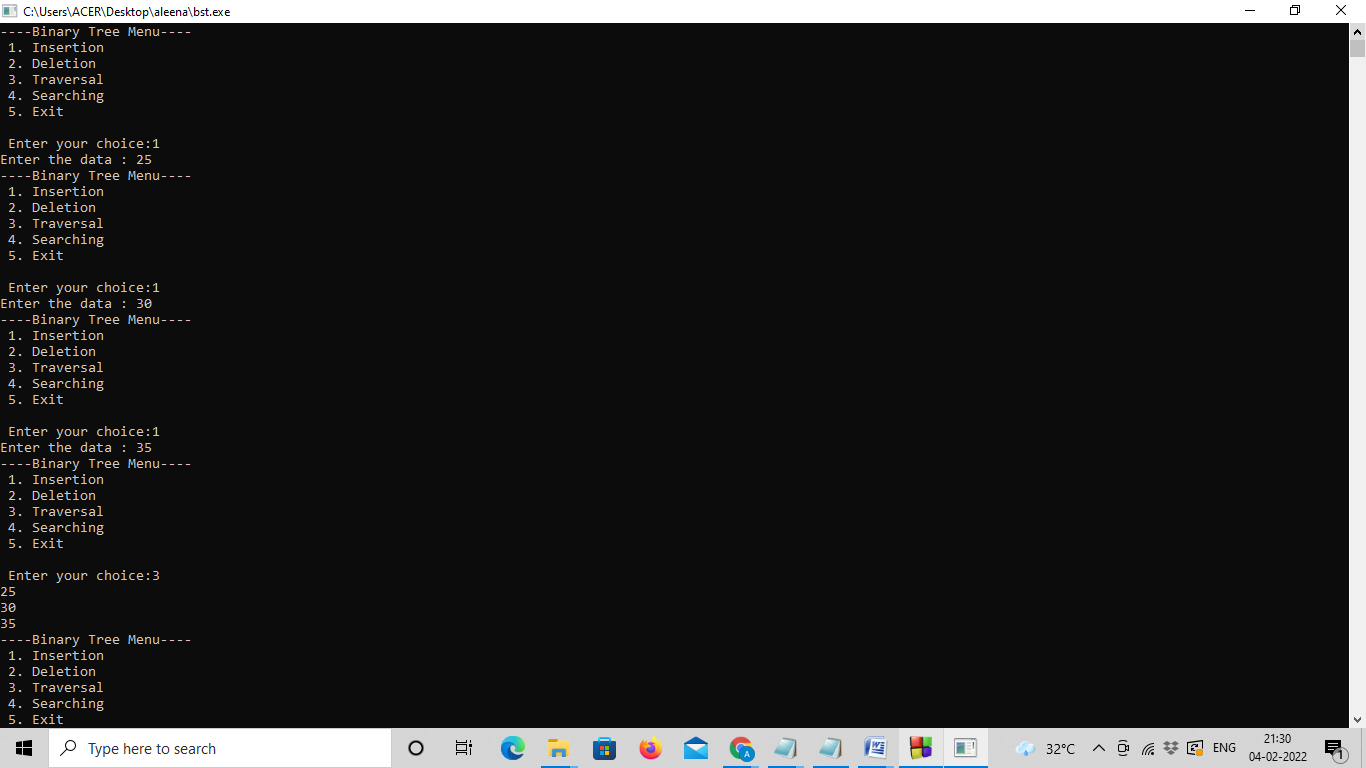 C:\Users\ACER\Desktop\aleena\bst.exe
----Binary Tree Menu----
 1. Insertion
 2. Deletion
 3. Traversal
 4. Searching
 5. Exit

 Enter your choice:1
Enter the data : 25
----Binary Tree Menu----
 1. Insertion
 2. Deletion
 3. Traversal
 4. Searching
 5. Exit

 Enter your choice:1
Enter the data : 30
----Binary Tree Menu----
 1. Insertion
 2. Deletion
 3. Traversal
 4. Searching
 5. Exit

 Enter your choice:1
Enter the data : 35
----Binary Tree Menu----
 1. Insertion
 2. Deletion
 3. Traversal
 4. Searching
 5. Exit

 Enter your choice:3
25
30
35
----Binary Tree Menu----
 1. Insertion
 2. Deletion
 3. Traversal
 4. Searching
 5. Exit
Type here to search
A
W
32°C
ENG
21:30
04-02-2022
1